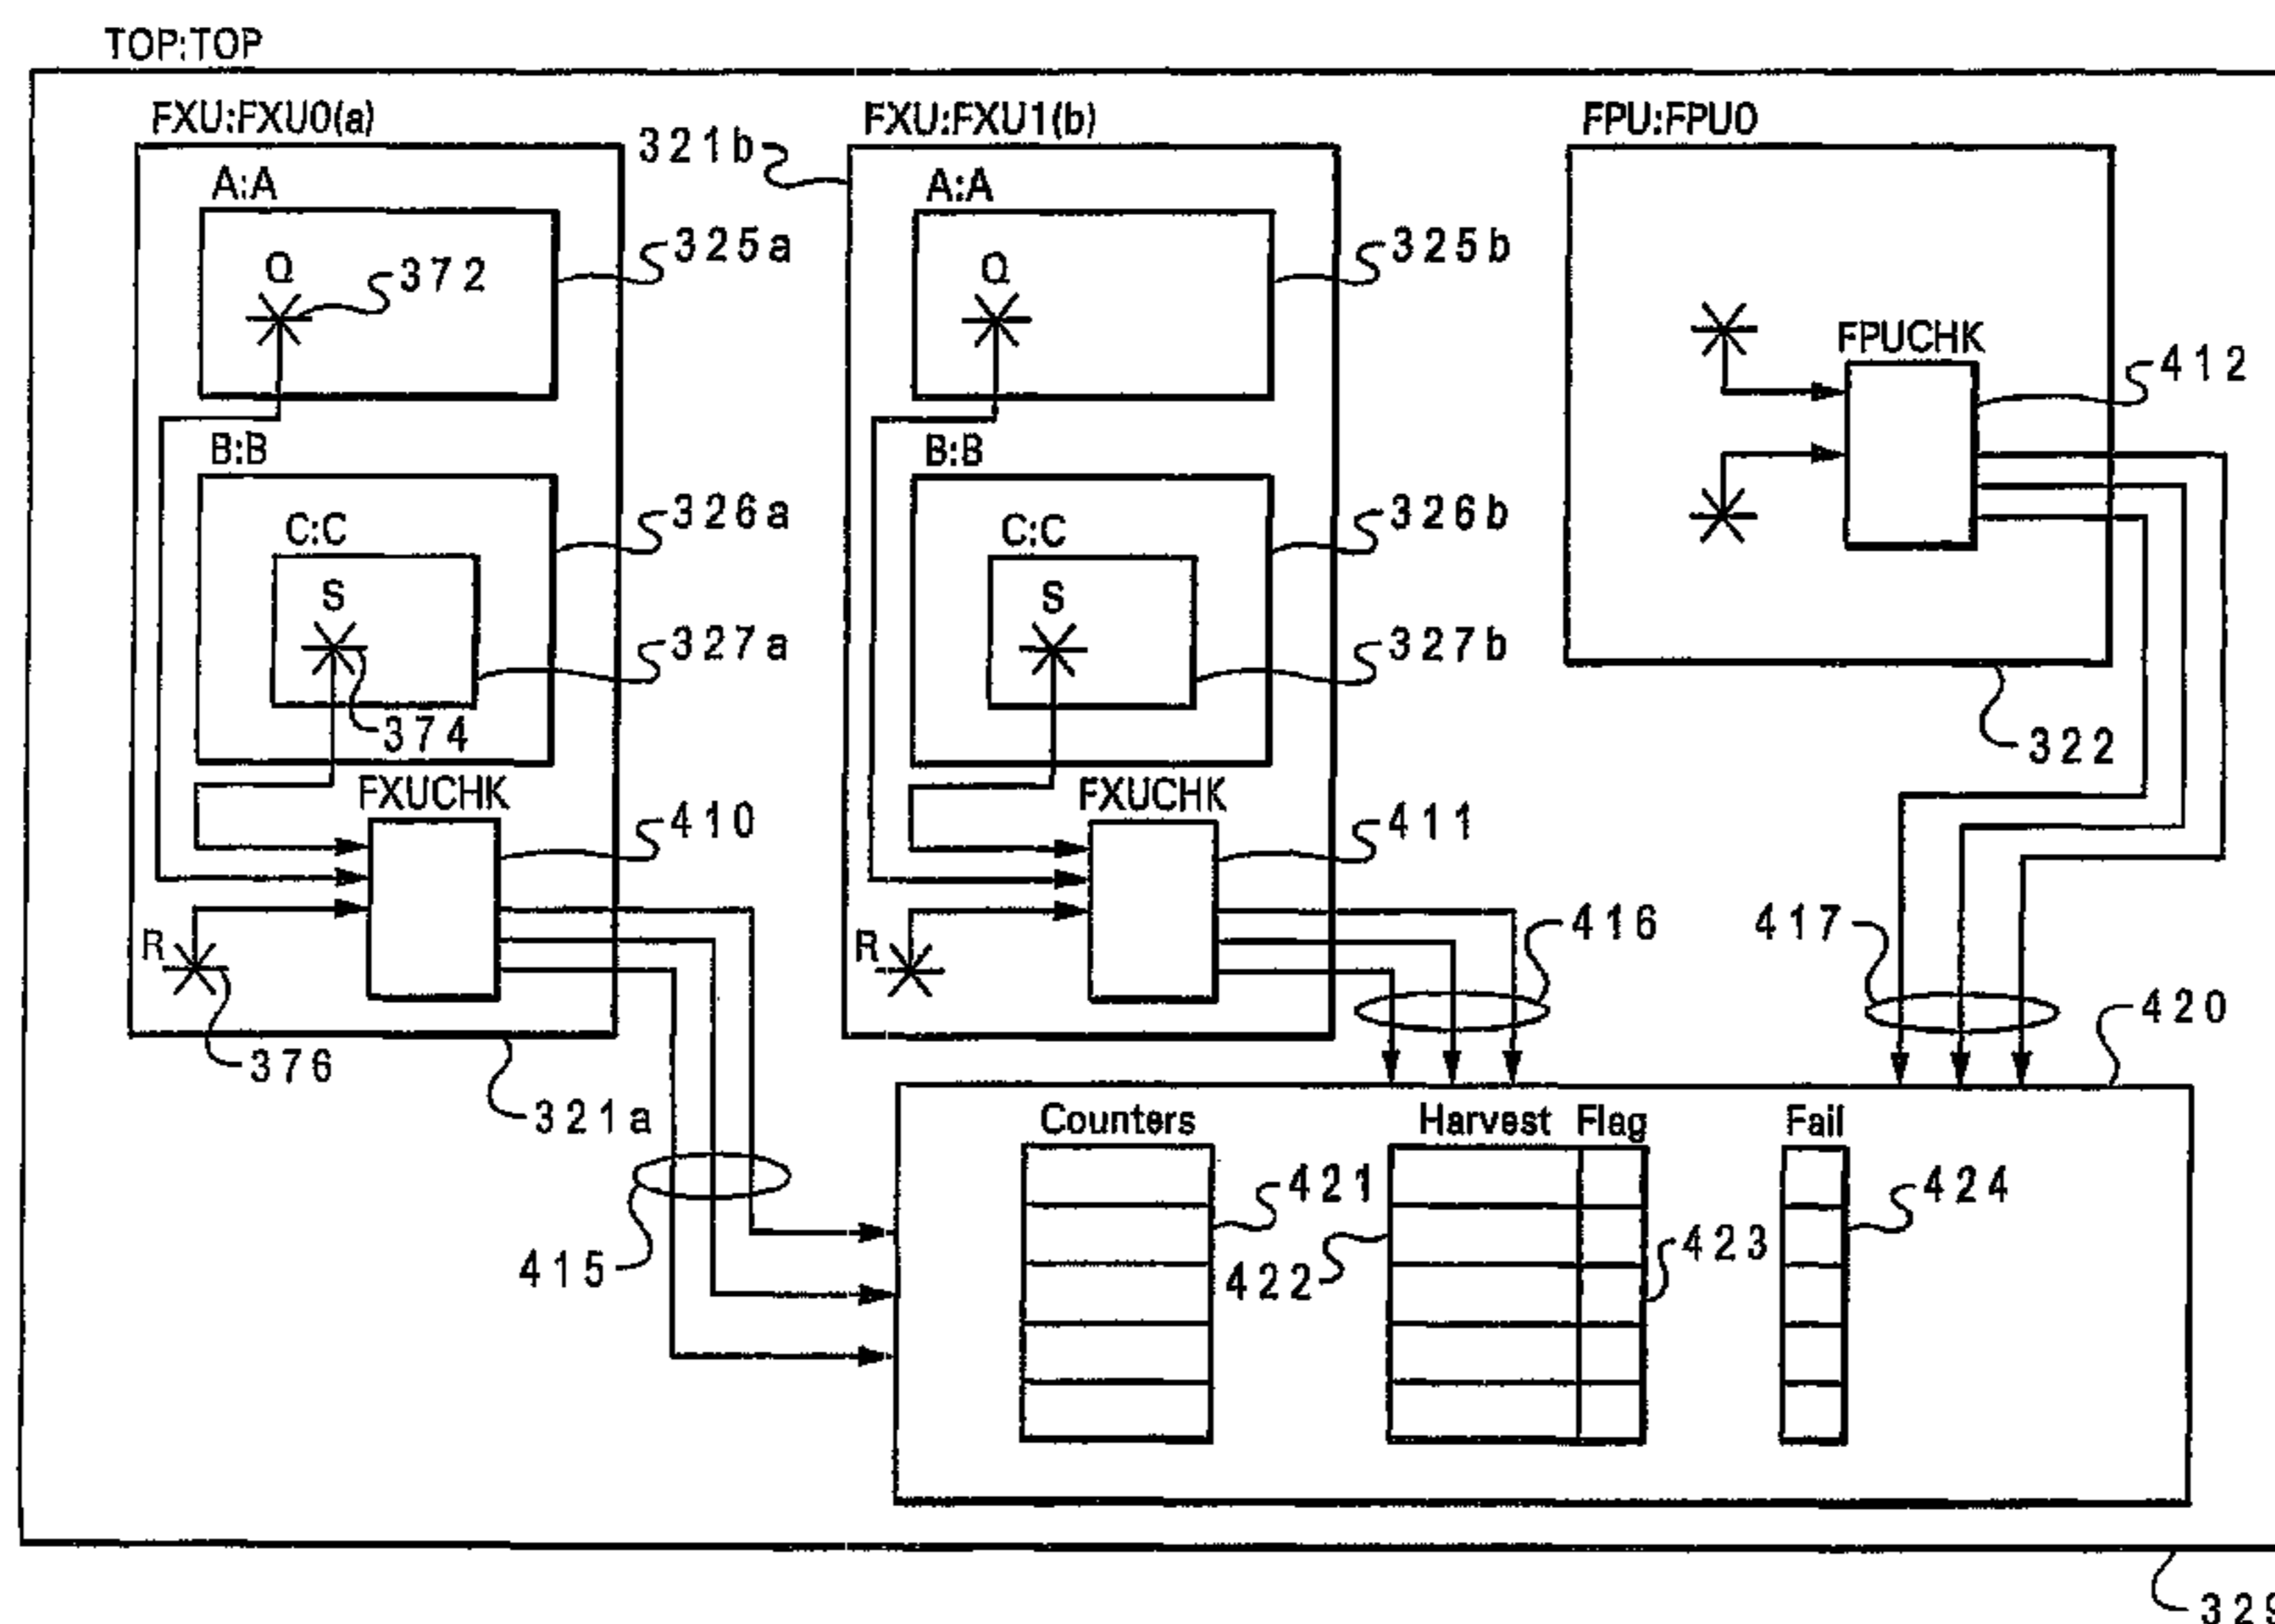 TOP:TOP
FXU:FXU0(a)
FXU:FXU1(b)
FPU:FPU0
321b
A:A
A:A
325a
325b
Q
372
Q
FPUCHK
412
B:B
B:B
326a
326b
C:C
C:C
S
S
327a
327b
374
322
FXUCHK
FXUCHK
410
411
R
R
416
417
420
376
321a
Counters
Harvest
Flag
Fail
421
424
415
422
423
329